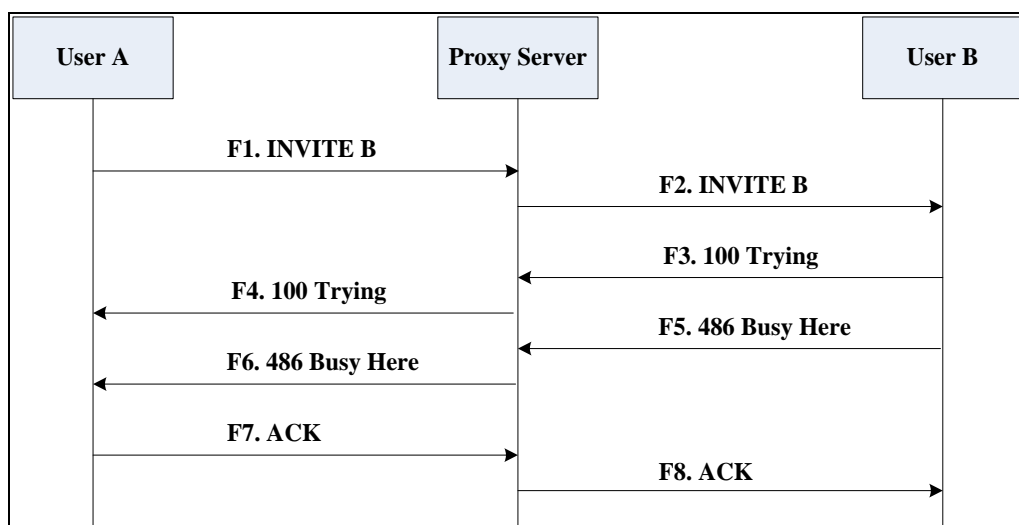 User A
Proxy Server
User B
F1. INVITE B
F2. INVITE B
F3. 100 Trying
F4. 100 Trying
F5. 486 Busy Here
F6. 486 Busy Here
F7. ACK
F8. ACK